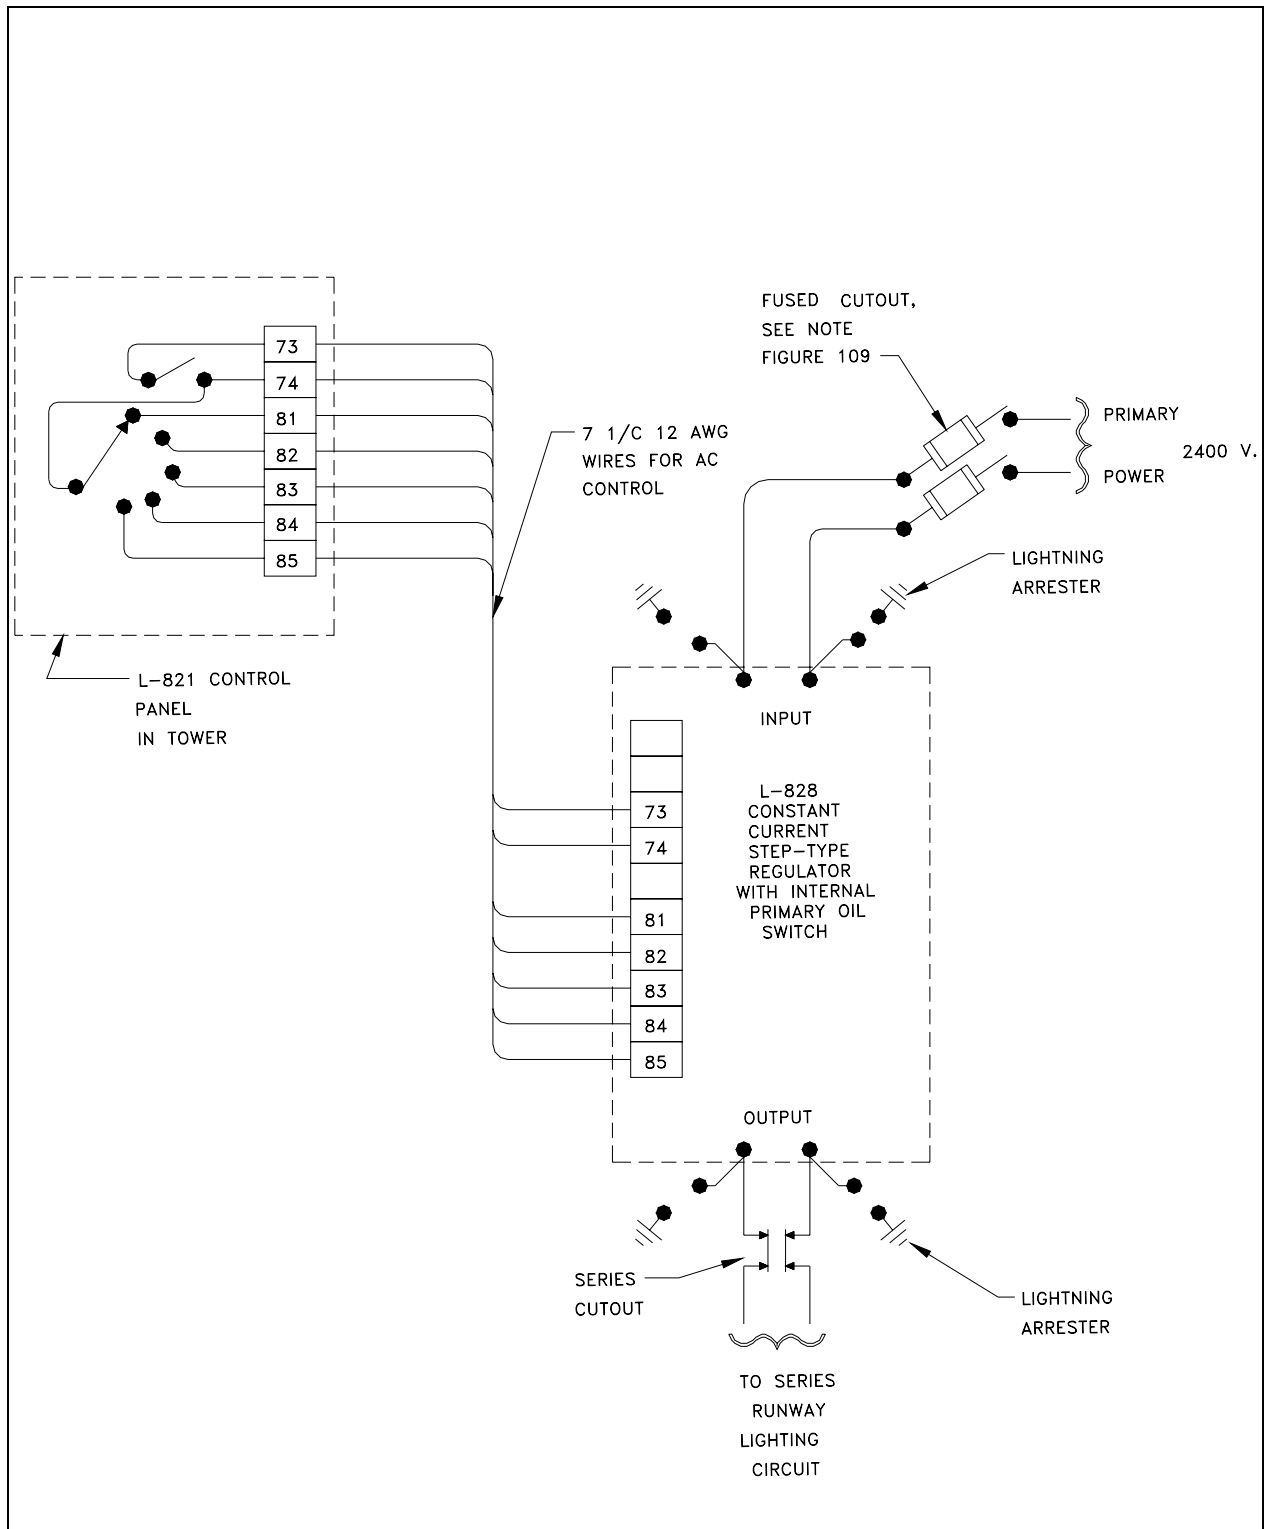 FUSED CUTOUT,
SEE NOTE
FIGURE 109
73
74
81
82
83
84
85
7 1/C 12 AWG
WIRES FOR AC
CONTROL
PRIMARY
2400 V.
POWER
LIGHTNING
ARRESTER
L-821 CONTROL
PANEL
IN TOWER
INPUT
L-828
CONSTANT
CURRENT
STEP-TYPE
REGULATOR
WITH INTERNAL
PRIMARY OIL
SWITCH
73
74
81
82
83
84
85
OUTPUT
SERIES
CUTOUT
LIGHTNING
ARRESTER
TO SERIES
RUNWAY
LIGHTING
CIRCUIT